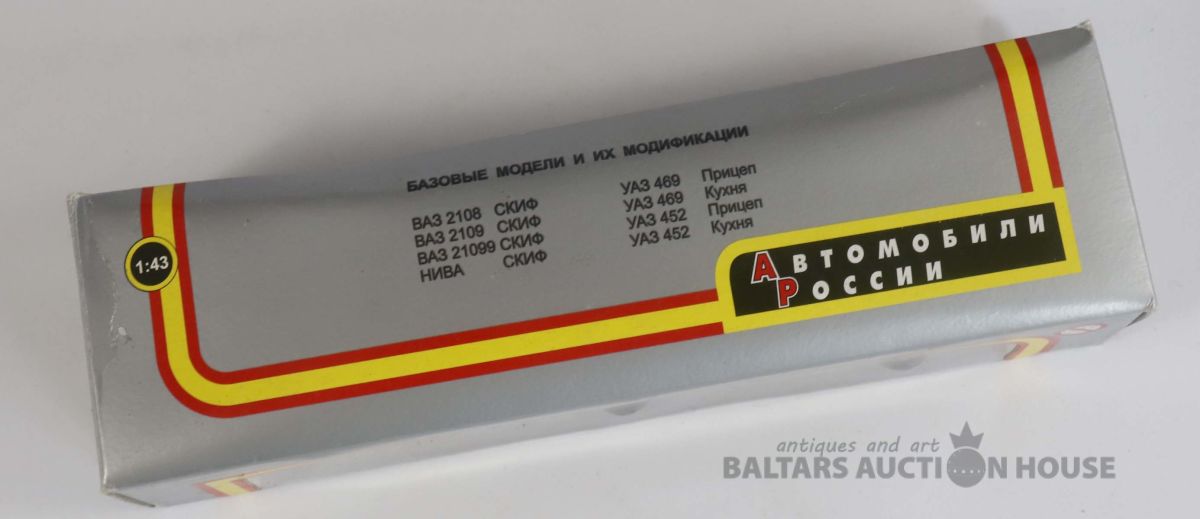 БАЗОВЫЕ МОДЕЛИ И ИХ МОДИФИКАЦИИ
ВАЗ 2108 СКИФ
ВАЗ 2109 СКИФ
ВАЗ 21099 СКИФ
НИВА СКИФ
УАЗ 469 Прицеп
УАЗ 469 Кухня
УАЗ 452 Прицеп
УАЗ 452 Кухня
1:43
АВТОМОБИЛИ
РОССИИ
antiques and art
BALTARS AUCTION HOUSE